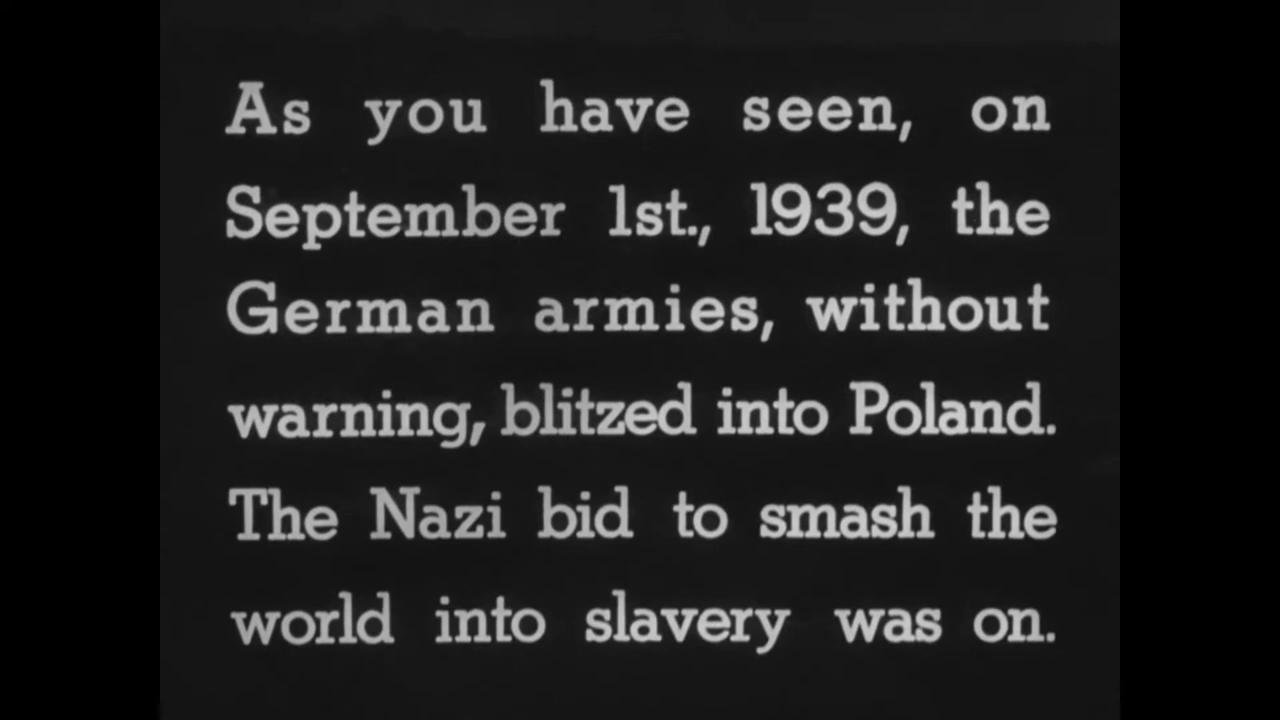 As you have seen, on
September 1st., 1939, the
German armies, without
warning, blitzed into Poland.
The Nazi bid to smash the
world into slavery was on.